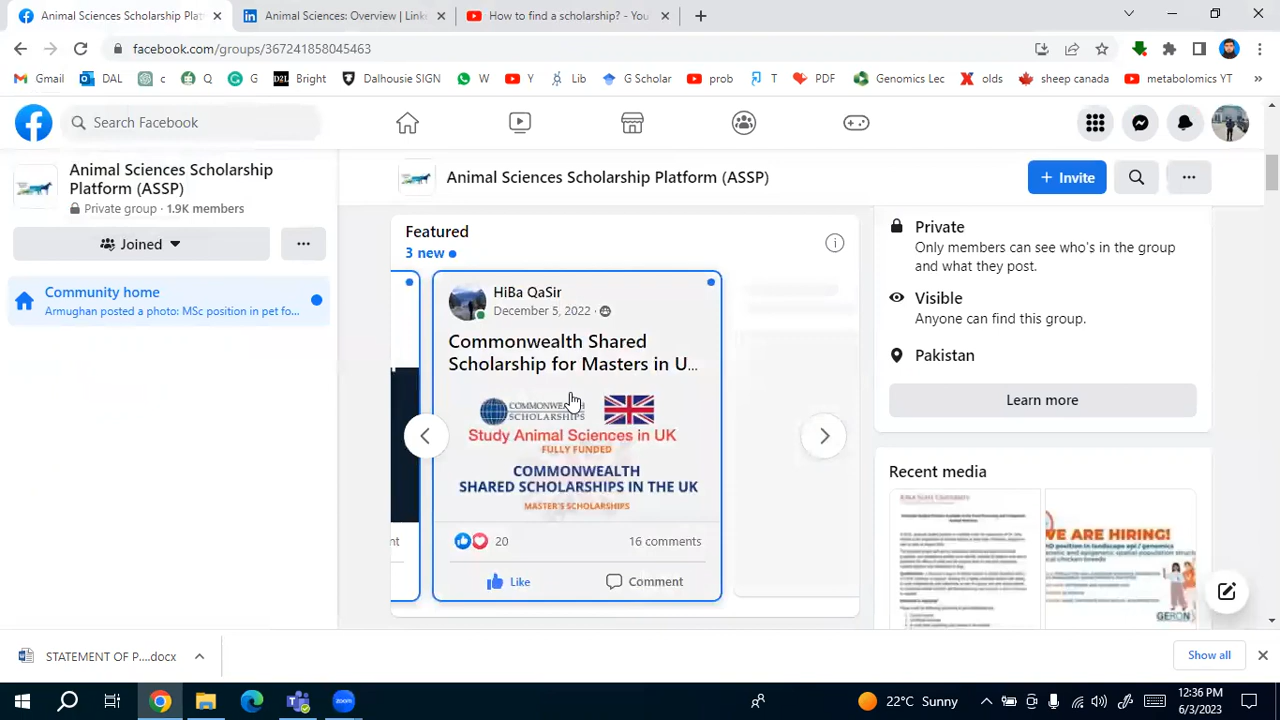 Animal Sciences Scholarship Plat
Animal Sciences: Overview | Link
How to find a scholarship? - You
facebook.com/groups/367241858045463
Gmail
DAL
c
Q
G
Bright
Dalhousie SIGN
W
Y
Lib
G Scholar
prob
T
PDF
Genomics Lec
olds
sheep canada
metabolomics YT
Search Facebook
Animal Sciences Scholarship
Platform (ASSP)
Private group · 1.9K members
Joined
Community home
Armughan posted a photo: MSc position in pet fo...
Animal Sciences Scholarship Platform (ASSP)
+ Invite
Featured
3 new
HiBa QaSir
December 5, 2022 ·
Commonwealth Shared
Scholarship for Masters in U...
SCHOLARSHIPS
Study Animal Sciences in UK
FULLY FUNDED
COMMONWEALTH
SHARED SCHOLARSHIPS IN THE UK
MASTER'S SCHOLARSHIPS
nt
20
16 comments
Like
Comment
Private
Only members can see who's in the group
and what they post.
Visible
Anyone can find this group.
Pakistan
Learn more
Recent media
WE ARE HIRING!
GERON
STATEMENT OF P....docx
Show all
zoom
22°C Sunny
12:36 PM
6/3/2023